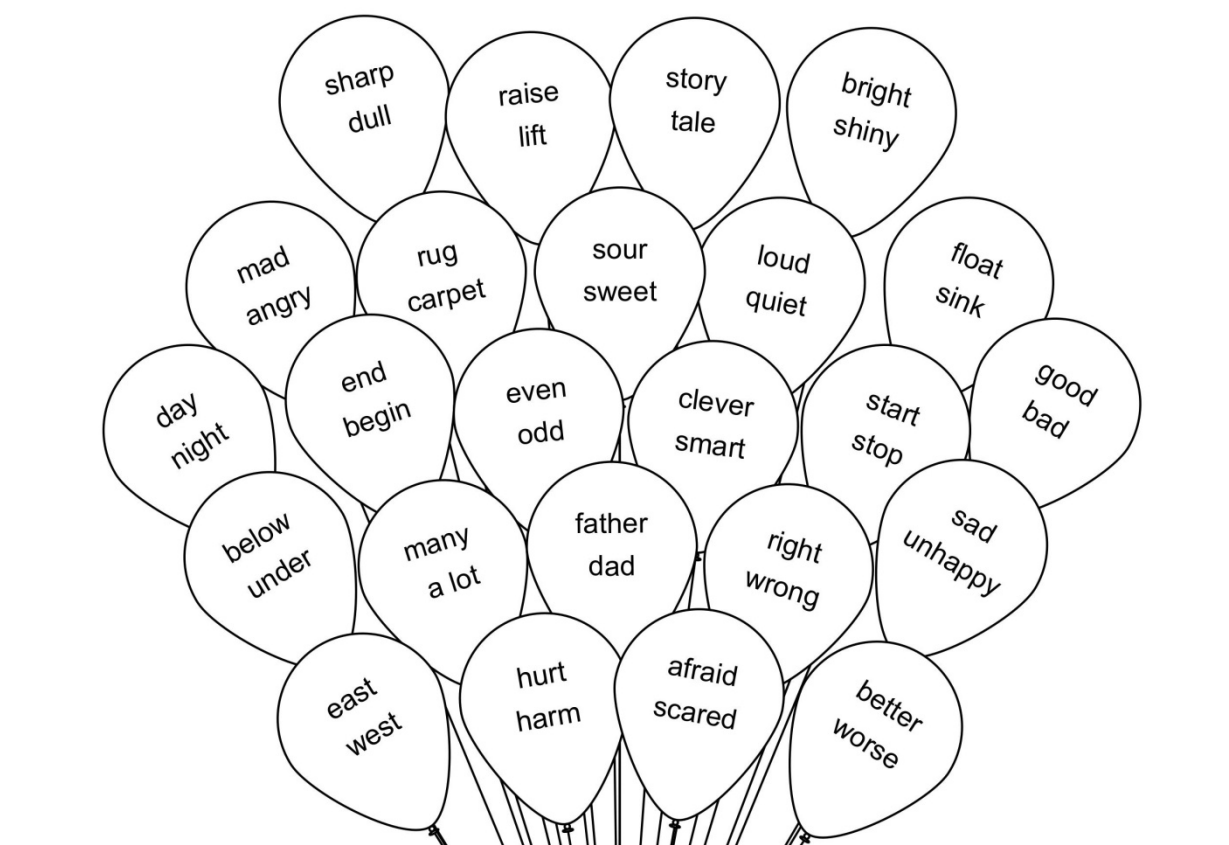 sharp
dull
raise
lift
story
tale
bright
shiny
mad
angry
rug
carpet
sour
sweet
loud
quiet
float
sink
day
night
end
begin
even
odd
clever
smart
start
stop
good
bad
below
under
many
a lot
father
dad
right
wrong
sad
unhappy
east
west
hurt
harm
afraid
scared
better
worse